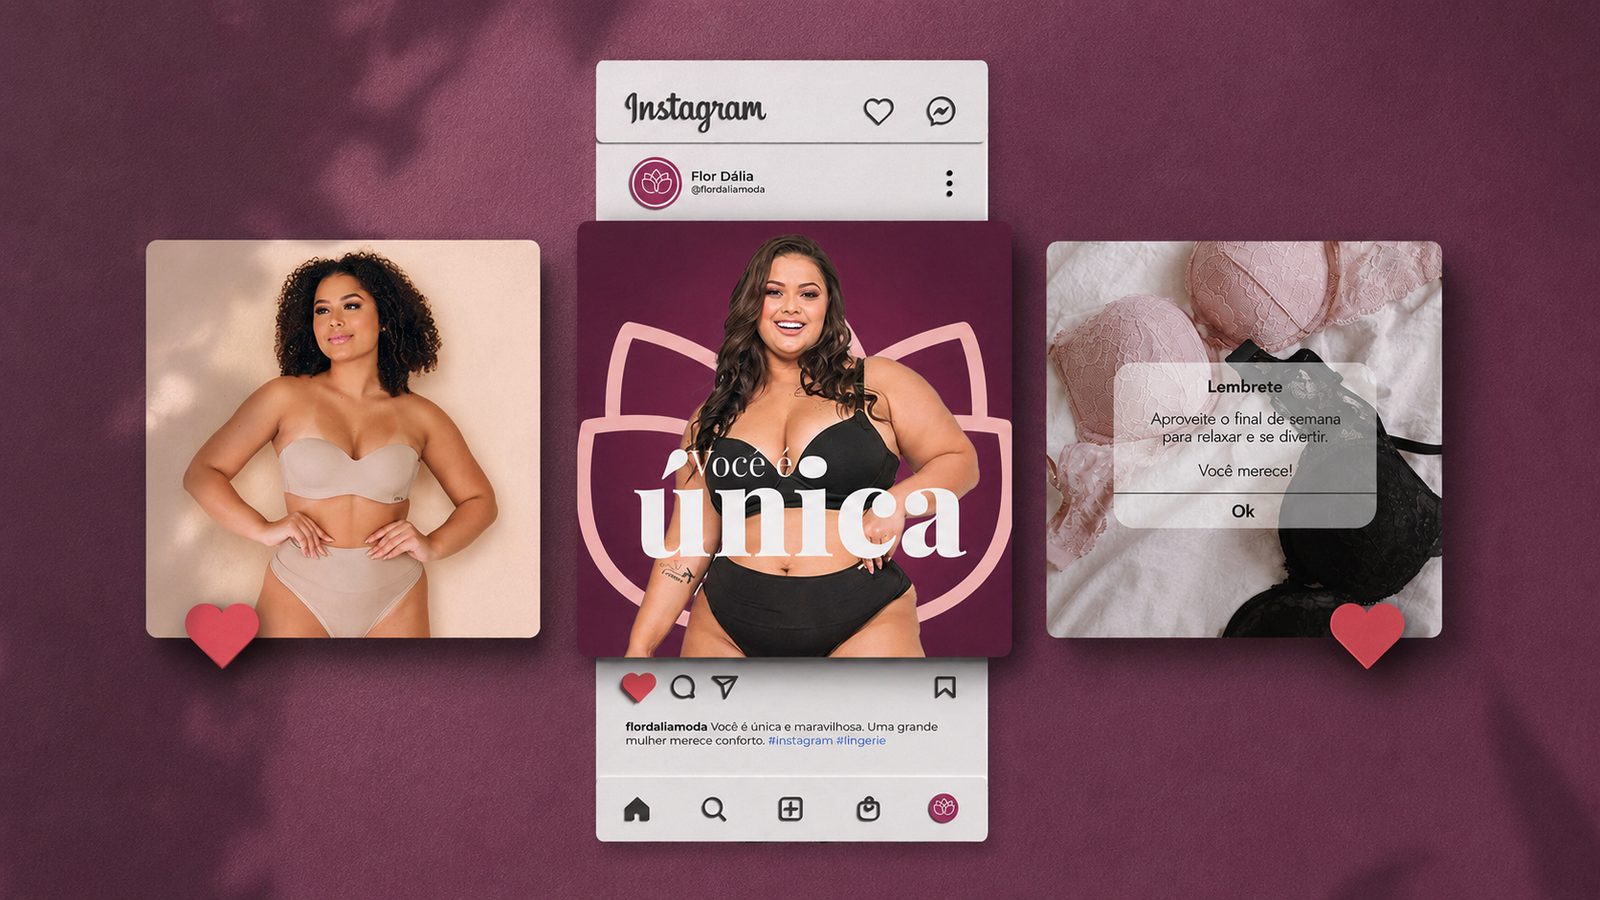 Instagram
Flor Dália
@flordaliamoda
Você é
única
flordaliamoda Você é única e maravilhosa. Uma grande
mulher merece conforto. #instagram #lingerie
Lembrete
Aproveite o final de semana
para relaxar e se divertir.
Você merece!
Ok